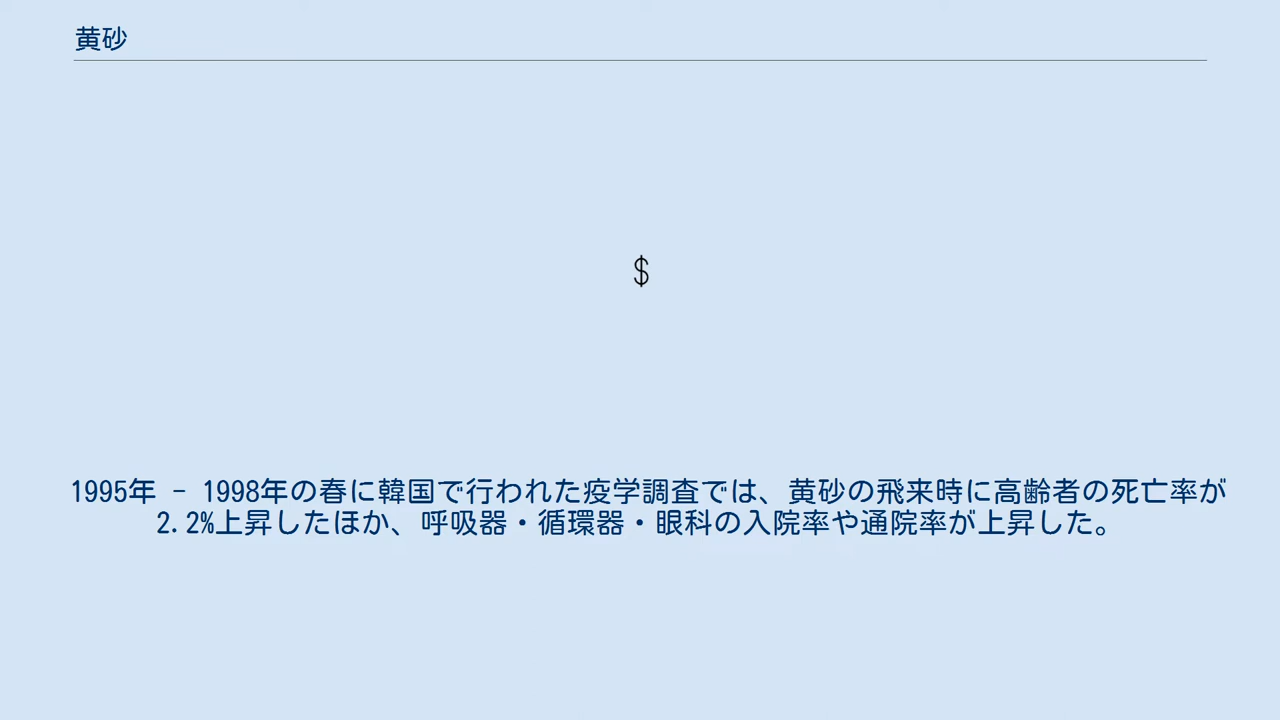 黄砂
$
1995年 - 1998年の春に韓国で行われた疫学調査では、黄砂の飛来時に高齢者の死亡率が
2.2%上昇したほか、呼吸器・循環器・眼科の入院率や通院率が上昇した。